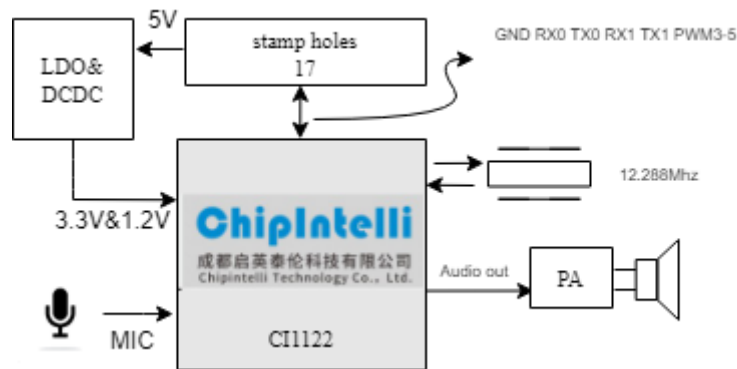 5V
stamp holes
17
GND RX0 TX0 RX1 TX1 PWM3-5
LDO&
DCDC
12.288Mhz
3.3V&1.2V
ChipIntelli
成都启英泰伦科技有限公司
Chipintelli Technology Co., Ltd.
Audio out
PA
MIC
CI1122